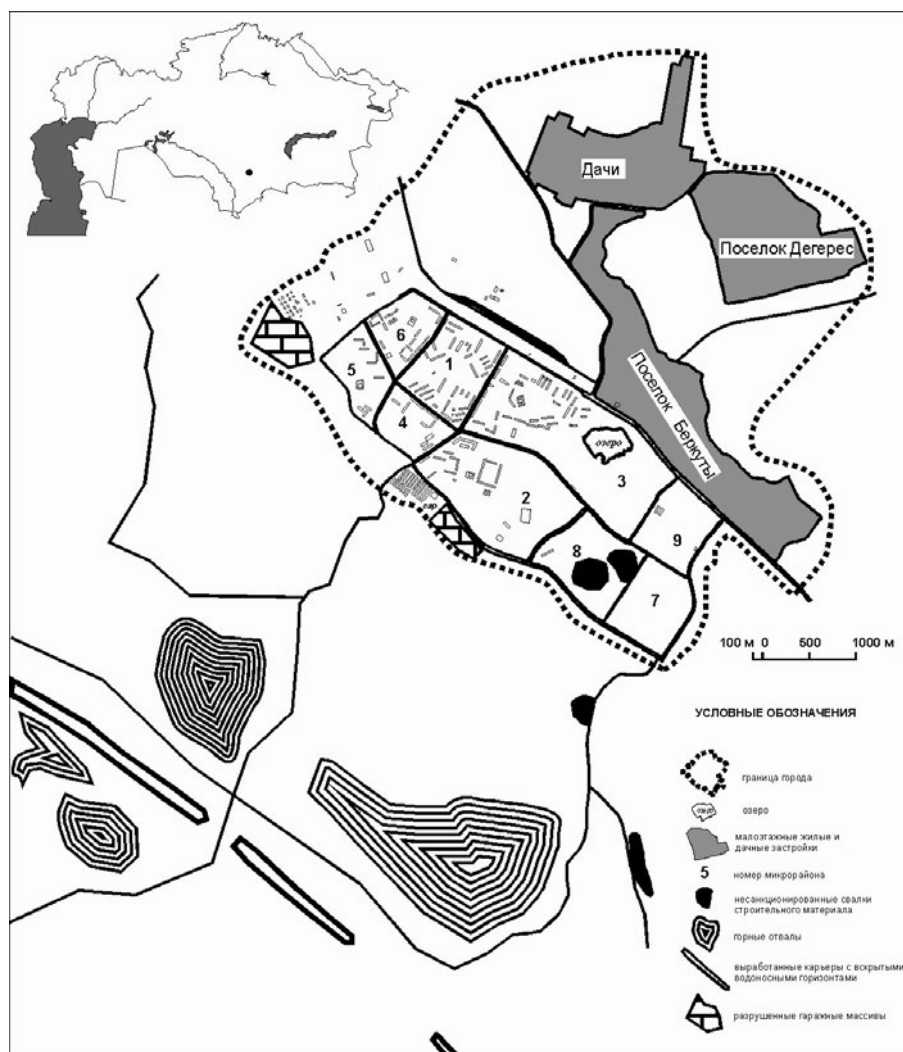 Дачи
Поселок Дегерес
6
1
5
4
озеро
Поселок Беркуты
3
2
9
8
7
100 м 0 500 1000 м
УСЛОВНЫЕ ОБОЗНАЧЕНИЯ
граница города
озеро
озеро
малоэтажные жилые и
дачные застройки
5 номер микрорайона
несанкционированные свалки
строительного материала
горные отвалы
выработанные карьеры с вскрытыми
водоносными горизонтами
разрушенные гаражные массивы